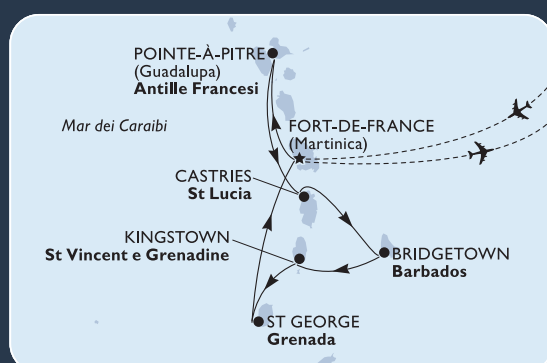 POINTE-À-PITRE
(Guadalupa)
Antille Francesi
Mar dei Caraibi
FORT-DE-FRANCE
(Martinica)
CASTRIES
St Lucia
KINGSTOWN
St Vincent e Grenadine
BRIDGETOWN
Barbados
ST GEORGE
Grenada